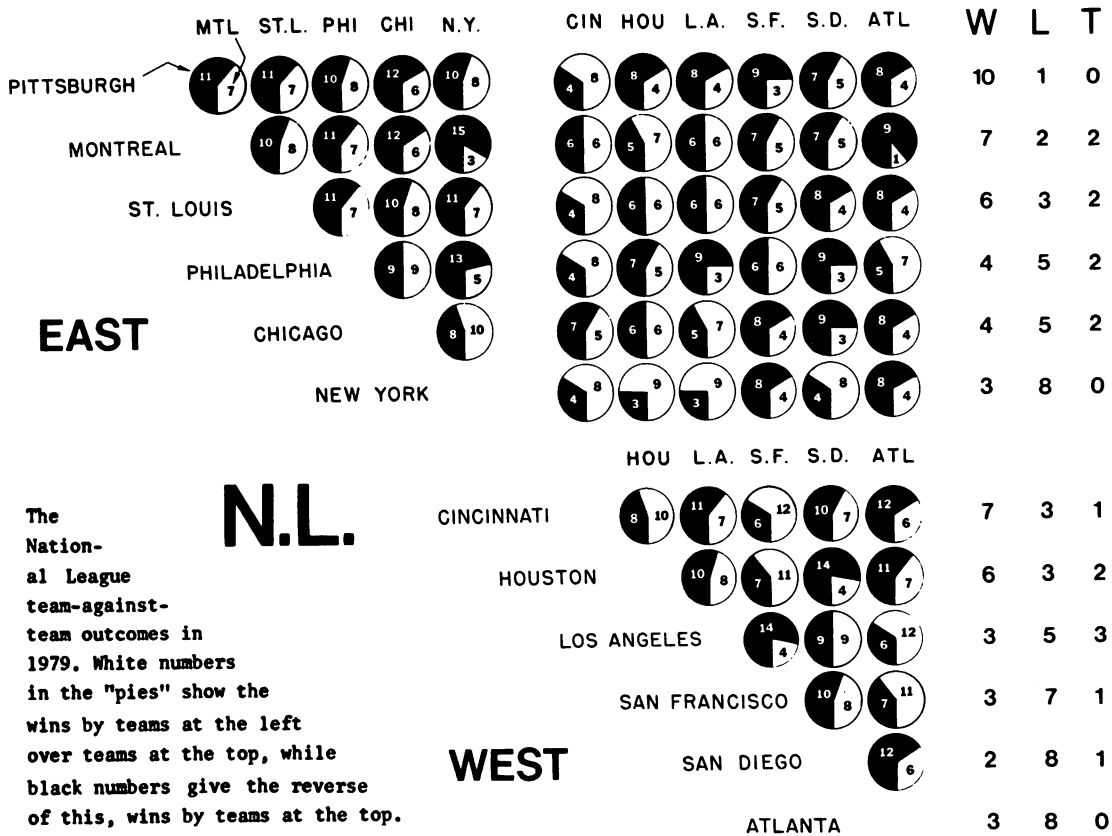 MTL ST.L. PHI CHI N.Y. CIN HOU L.A. S.F. S.D. ATL W L T
PITTSBURGH 11 7 11 7 10 8 12 6 10 8 4 8 8 4 8 4 9 3 7 5 8 4 10 1 0
MONTREAL 10 8 11 7 12 6 15 3 6 6 5 7 6 6 7 5 7 5 9 1 7 2 2
ST. LOUIS 11 7 10 8 11 7 4 8 6 6 6 6 7 5 8 4 8 4 6 3 2
PHILADELPHIA 9 9 13 5 4 8 7 5 9 3 6 6 9 3 5 7 4 5 2
EAST CHICAGO 8 10 7 5 6 6 5 7 8 4 9 3 8 4 4 5 2
NEW YORK 4 8 3 9 3 9 8 4 4 8 8 4 3 8 0
HOU L.A. S.F. S.D. ATL
N.L. CINCINNATI 8 10 11 7 6 12 10 7 12 6 7 3 1
HOUSTON 10 8 7 11 14 4 11 7 6 3 2
LOS ANGELES 14 4 9 9 6 12 3 5 3
SAN FRANCISCO 10 8 7 11 3 7 1
WEST SAN DIEGO 12 6 2 8 1
ATLANTA 3 8 0
The
Nation-
al League
team-against-
team outcomes in
1979. White numbers
in the "pies" show the
wins by teams at the left
over teams at the top, while
black numbers give the reverse
of this, wins by teams at the top.